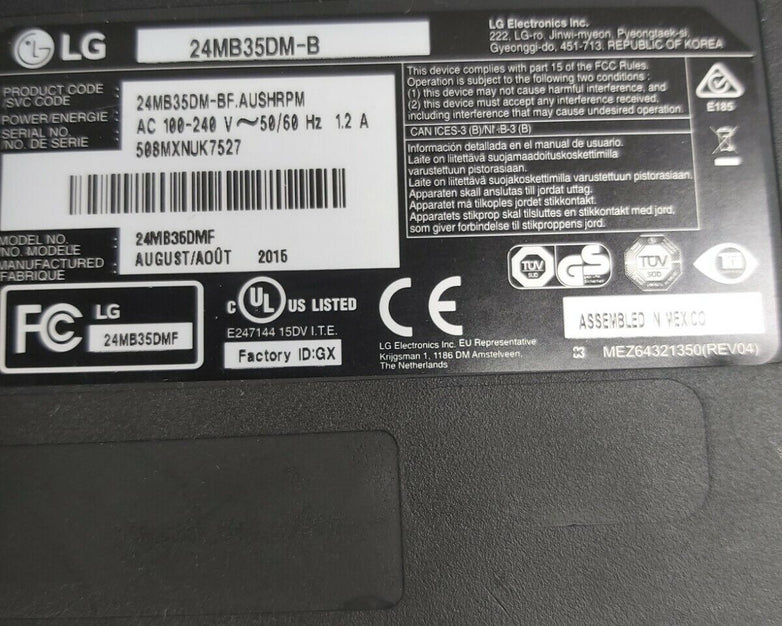 LG
24MB35DM-B
LG Electronics Inc.
222, LG-ro, Jinwi-myeon, Pyeongtaek-si,
Gyeonggi-do, 451-713, REPUBLIC OF KOREA
PRODUCT CODE
/SVC CODE
24MB35DM-BF.AUSHRPM
POWER/ENERGIE
AC 100-240 V ~50/60 Hz 1.2 A
SERIAL NO.
/NO. DE SERIE
508MXNUK7527
MODEL NO.
/NO. MODELE
24MB35DMF
MANUFACTURED
FABRIQUE
AUGUST/AOÛT 2015
This device complies with part 15 of the FCC Rules.
Operation is subject to the following two conditions :
(1) this device may not cause harmful interference, and
(2) this device must accept any interference received,
including interference that may cause undesired operation.
CAN ICES-3 (B)/NMB-3 (B)
Información detallada en el manual de usuario.
Laite on liitettävä suojamaadoituskoskettimilla
varustettuun pistorasiaan.
Laite on liitettävä suojakoskettimilla varustettuun pistorasiaan.
Apparaten skall anslutas till jordat uttag.
Apparatet må tilkoples jordet stikkontakt.
Apparatets stikprop skal tilsluttes en stikkontakt med jord,
som giver forbindelse til stikproppens jord.
E185
FC
LG
24MB35DMF
C UL US LISTED
E247144 15DV I.T.E.
Factory ID:GX
CE
LG Electronics Inc. EU Representative
Krijgsman 1, 1186 DM Amstelveen,
The Netherlands
TÜV
SÜD
GS
TÜV
SÜD
ASSEMBLED IN MEXICO
MEZ64321350(REV04)